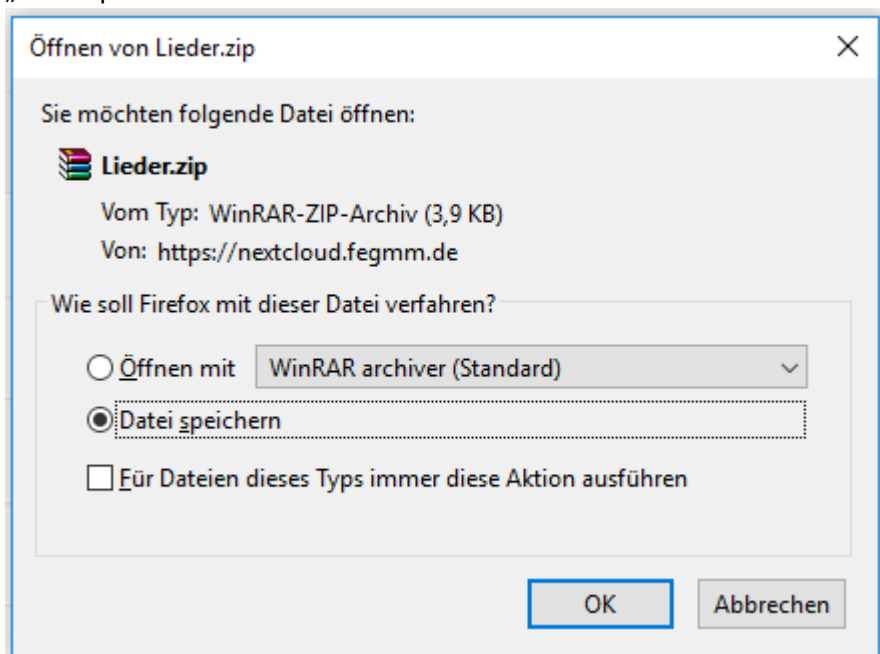 Öffnen von Lieder.zip
Sie möchten folgende Datei öffnen:
Lieder.zip
Vom Typ: WinRAR-ZIP-Archiv (3,9 KB)
Von: https://nextcloud.fegmm.de
Wie soll Firefox mit dieser Datei verfahren?
Öffnen mit WinRAR archiver (Standard)
Datei speichern
Für Dateien dieses Typs immer diese Aktion ausführen
OK Abbrechen